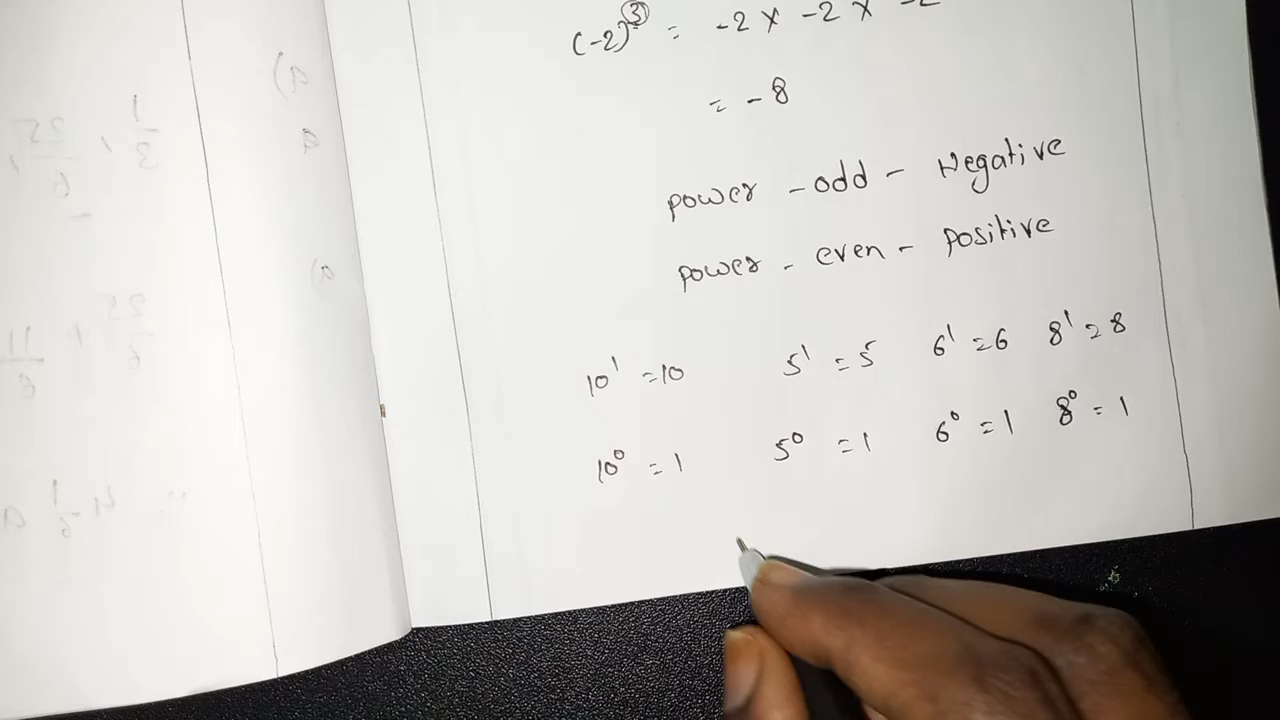 (-2)³ = -2 × -2 × -2
= -8
power - odd - Negative
power - even - positive
10¹ = 10 5¹ = 5 6¹ = 6 8¹ = 8
10⁰ = 1 5⁰ = 1 6⁰ = 1 8⁰ = 1